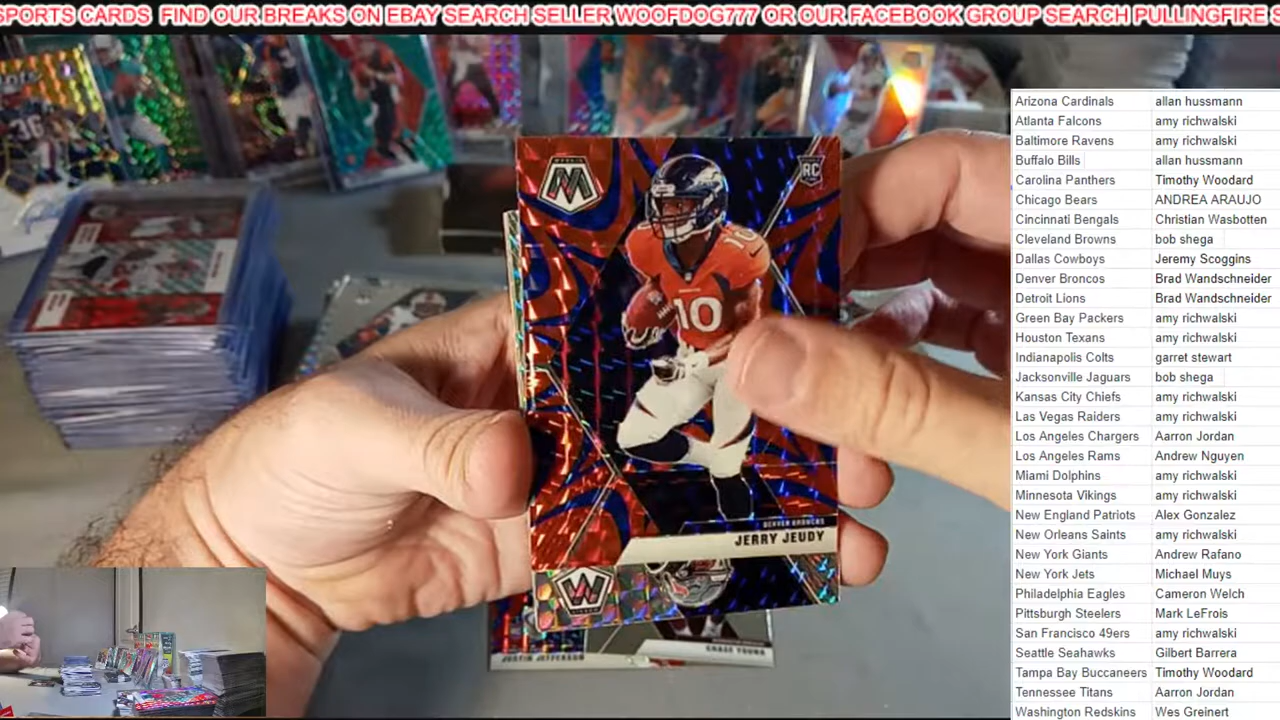 SPORTS CARDS FIND OUR BREAKS ON EBAY SEARCH SELLER WOOFDOG777 OR OUR FACEBOOK GROUP SEARCH PULLINGFIRE S
Arizona Cardinals allan hussmann
Atlanta Falcons amy richwalski
Baltimore Ravens amy richwalski
Buffalo Bills allan hussmann
Carolina Panthers Timothy Woodard
Chicago Bears ANDREA ARAUJO
Cincinnati Bengals Christian Wasbotten
Cleveland Browns bob shega
Dallas Cowboys Jeremy Scoggins
Denver Broncos Brad Wandschneider
Detroit Lions Brad Wandschneider
Green Bay Packers amy richwalski
Houston Texans amy richwalski
Indianapolis Colts garret stewart
Jacksonville Jaguars bob shega
Kansas City Chiefs amy richwalski
Las Vegas Raiders amy richwalski
Los Angeles Chargers Aarron Jordan
Los Angeles Rams Andrew Nguyen
Miami Dolphins amy richwalski
Minnesota Vikings amy richwalski
New England Patriots Alex Gonzalez
New Orleans Saints amy richwalski
New York Giants Andrew Rafano
New York Jets Michael Muys
Philadelphia Eagles Cameron Welch
Pittsburgh Steelers Mark LeFrois
San Francisco 49ers amy richwalski
Seattle Seahawks Gilbert Barrera
Tampa Bay Buccaneers Timothy Woodard
Tennessee Titans Aarron Jordan
Washington Redskins Wes Greinert
36
MOSAIC
M
RC
10
10
DENVER BRONCOS
JERRY JEUDY
JUSTIN JEFFERSON
CHASE YOUNG